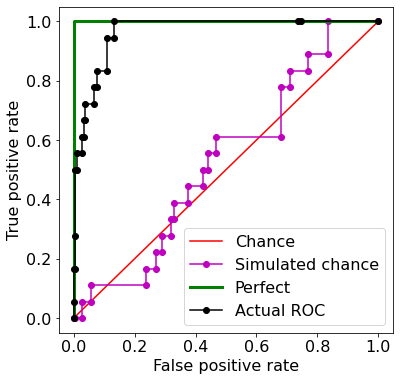 True positive rate
1.0
0.8
0.6
0.4
0.2
0.0
Chance
Simulated chance
Perfect
Actual ROC
0.0 0.2 0.4 0.6 0.8 1.0
False positive rate